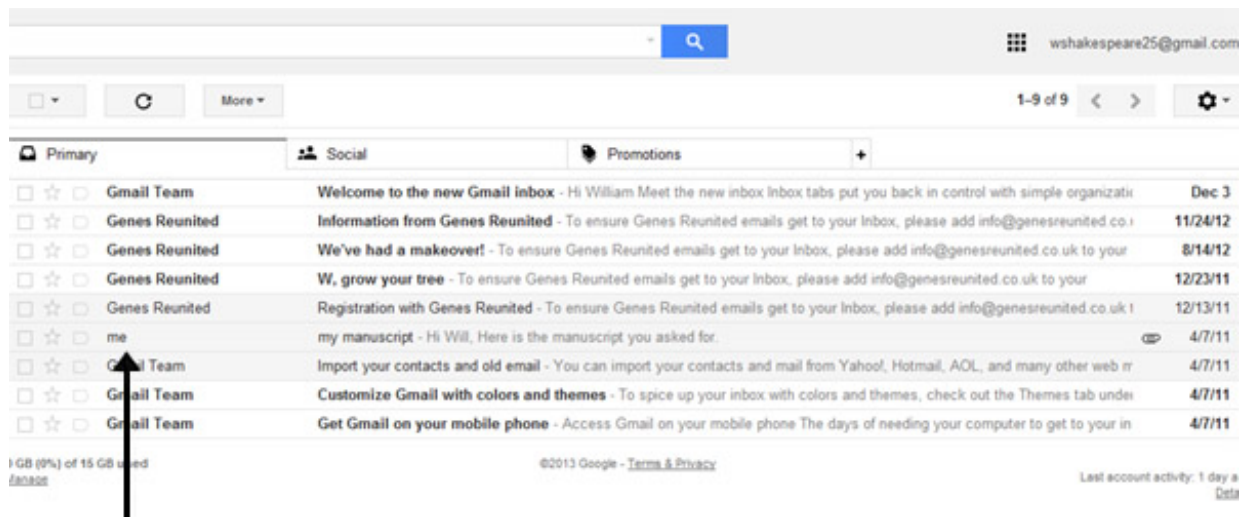 wshakespeare25@gmail.com
More 1–9 of 9
Primary Social Promotions +
Gmail Team Welcome to the new Gmail inbox - Hi William Meet the new inbox Inbox tabs put you back in control with simple organizatio Dec 3
Genes Reunited Information from Genes Reunited - To ensure Genes Reunited emails get to your Inbox, please add info@genesreunited.co. 11/24/12
Genes Reunited We've had a makeover! - To ensure Genes Reunited emails get to your Inbox, please add info@genesreunited.co.uk to your 8/14/12
Genes Reunited W, grow your tree - To ensure Genes Reunited emails get to your Inbox, please add info@genesreunited.co.uk to your 12/23/11
Genes Reunited Registration with Genes Reunited - To ensure Genes Reunited emails get to your Inbox, please add info@genesreunited.co.uk t 12/13/11
me my manuscript - Hi Will, Here is the manuscript you asked for. 4/7/11
Gmail Team Import your contacts and old email - You can import your contacts and mail from Yahoo!, Hotmail, AOL, and many other web m 4/7/11
Gmail Team Customize Gmail with colors and themes - To spice up your inbox with colors and themes, check out the Themes tab under 4/7/11
Gmail Team Get Gmail on your mobile phone - Access Gmail on your mobile phone The days of needing your computer to get to your in 4/7/11
GB (0%) of 15 GB used ©2013 Google - Terms & Privacy
Manage Last account activity: 1 day a
Deta